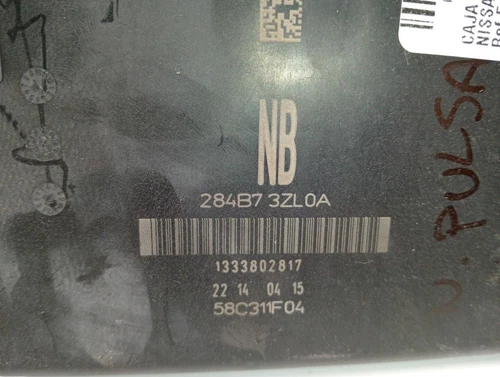 CAJA
NISSA
NB
284B7 3ZL0A
1333802817
22 14 04 15
58C311F04
N. PULSA